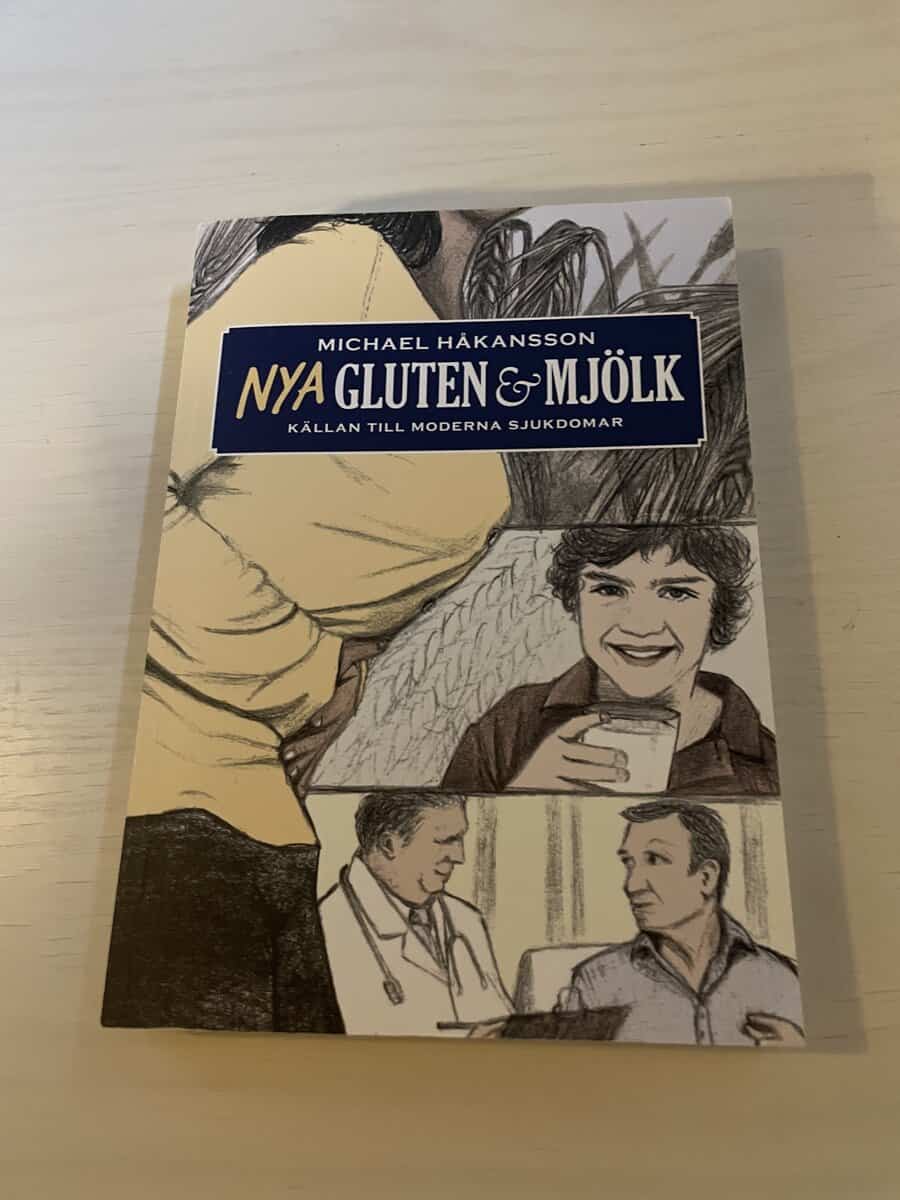 MICHAEL HÅKANSSON
NYA GLUTEN & MJÖLK
KÄLLAN TILL MODERNA SJUKDOMAR